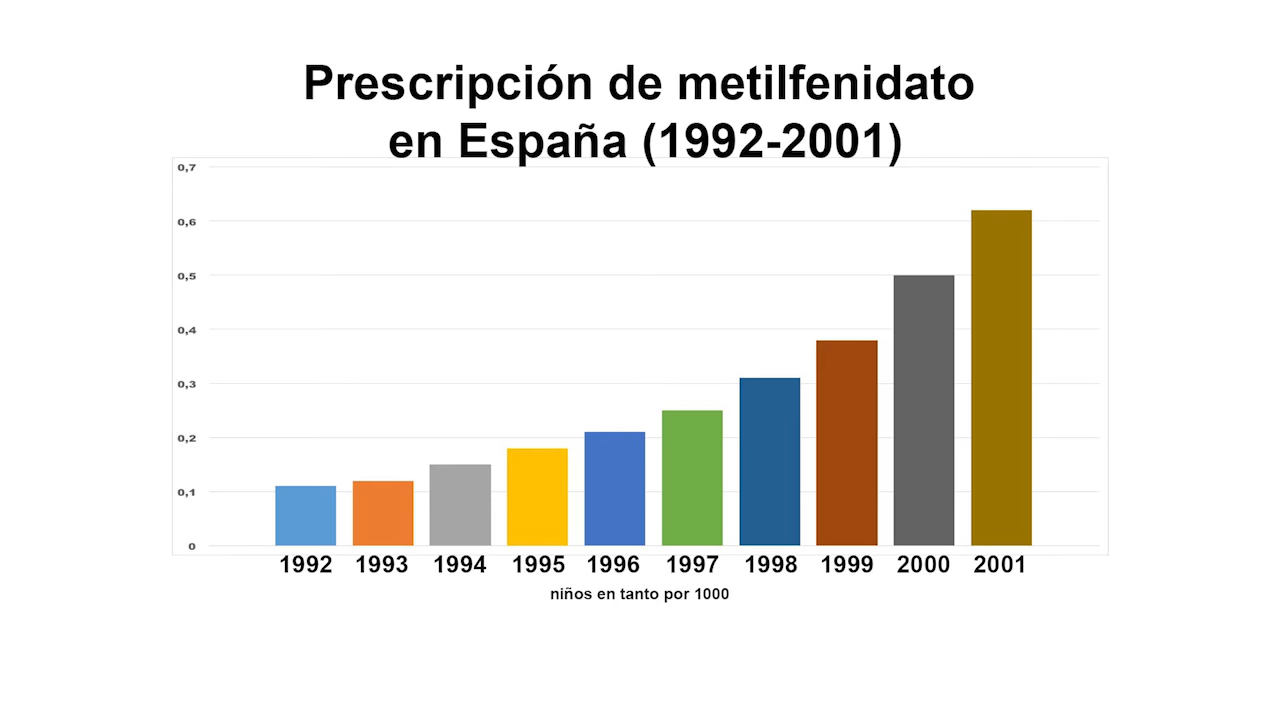 Prescripción de metilfenidato
en España (1992-2001)
0,7
0,6
0,5
0,4
0,3
0,2
0,1
0
1992 1993 1994 1995 1996 1997 1998 1999 2000 2001
niños en tanto por 1000